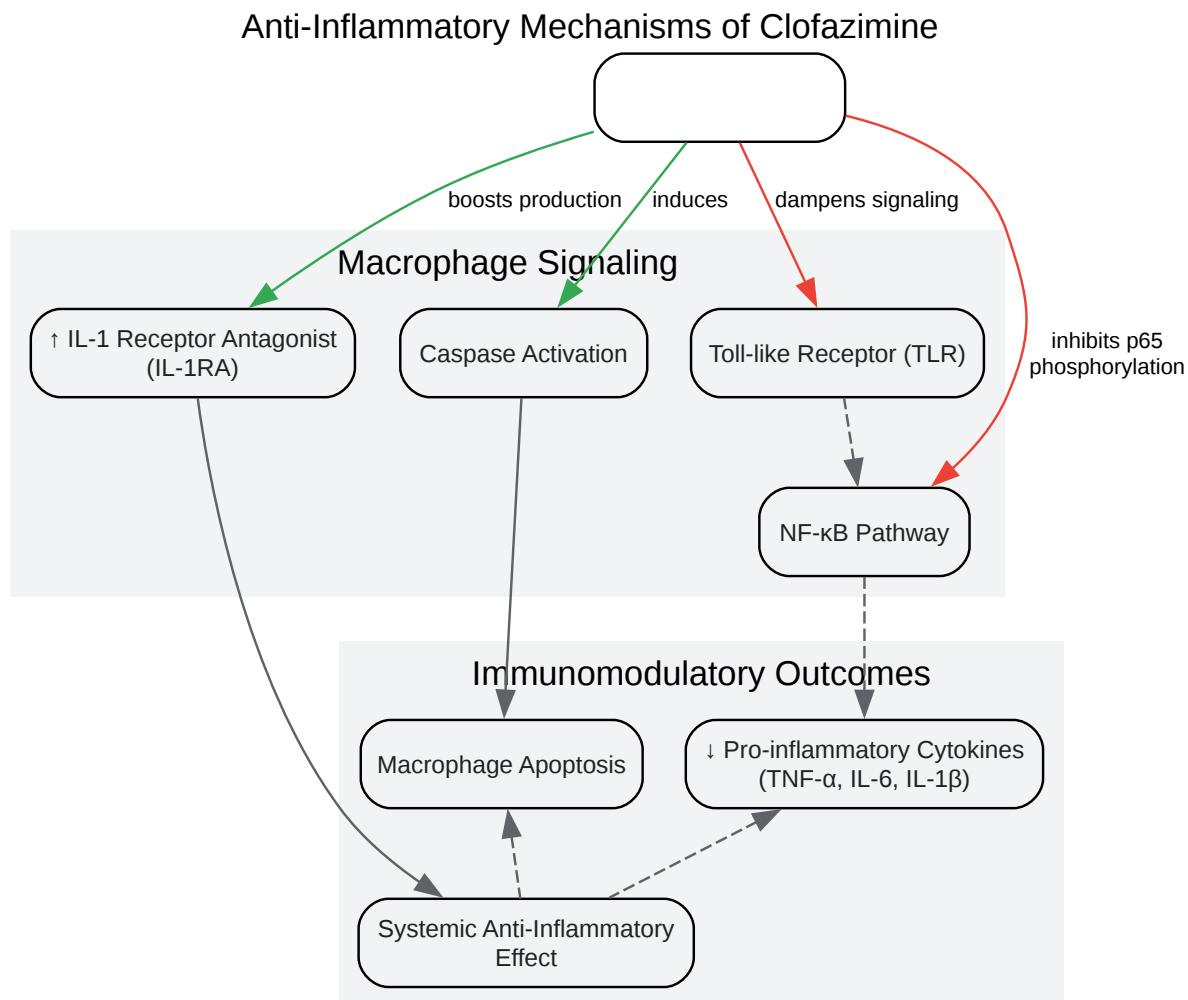 Anti-Inflammatory Mechanisms of Clofazimine
boosts production
induces
dampens signaling
Macrophage Signaling
↑ IL-1 Receptor Antagonist
(IL-1RA)
Caspase Activation
Toll-like Receptor (TLR)
inhibits p65
phosphorylation
NF-κB Pathway
Immunomodulatory Outcomes
Macrophage Apoptosis
↓ Pro-inflammatory Cytokines
(TNF-α, IL-6, IL-1β)
Systemic Anti-Inflammatory
Effect